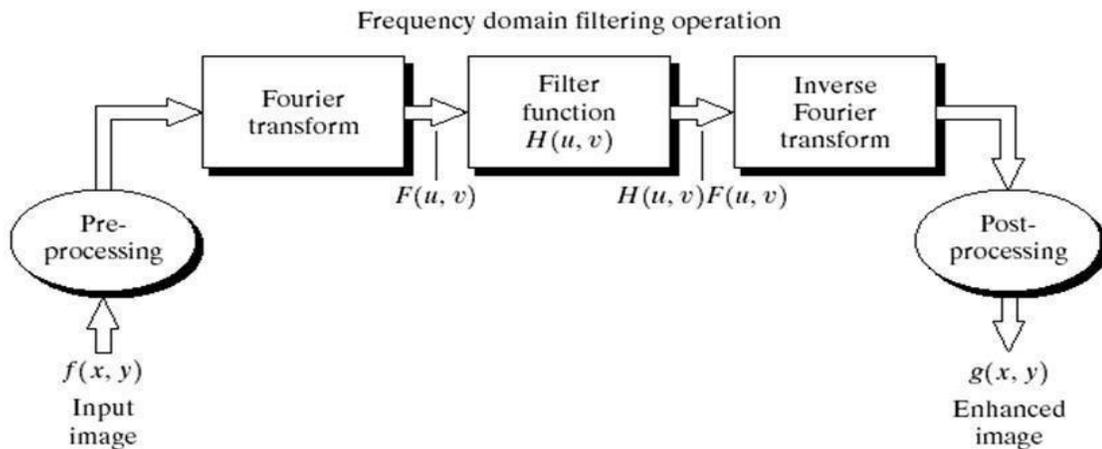 Frequency domain filtering operation
Fourier
transform
Filter
function
H(u, v)
Inverse
Fourier
transform
F(u, v)
H(u, v)F(u, v)
Pre-
processing
Post-
processing
f(x, y)
Input
image
g(x, y)
Enhanced
image